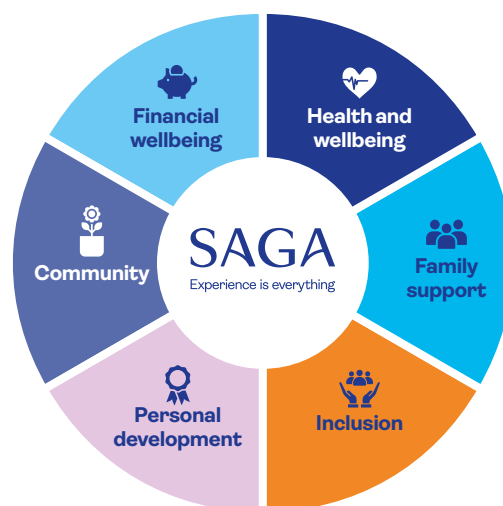 Financial
wellbeing
Health and
wellbeing
Community
SAGA
Experience is everything
Family
support
Personal
development
Inclusion